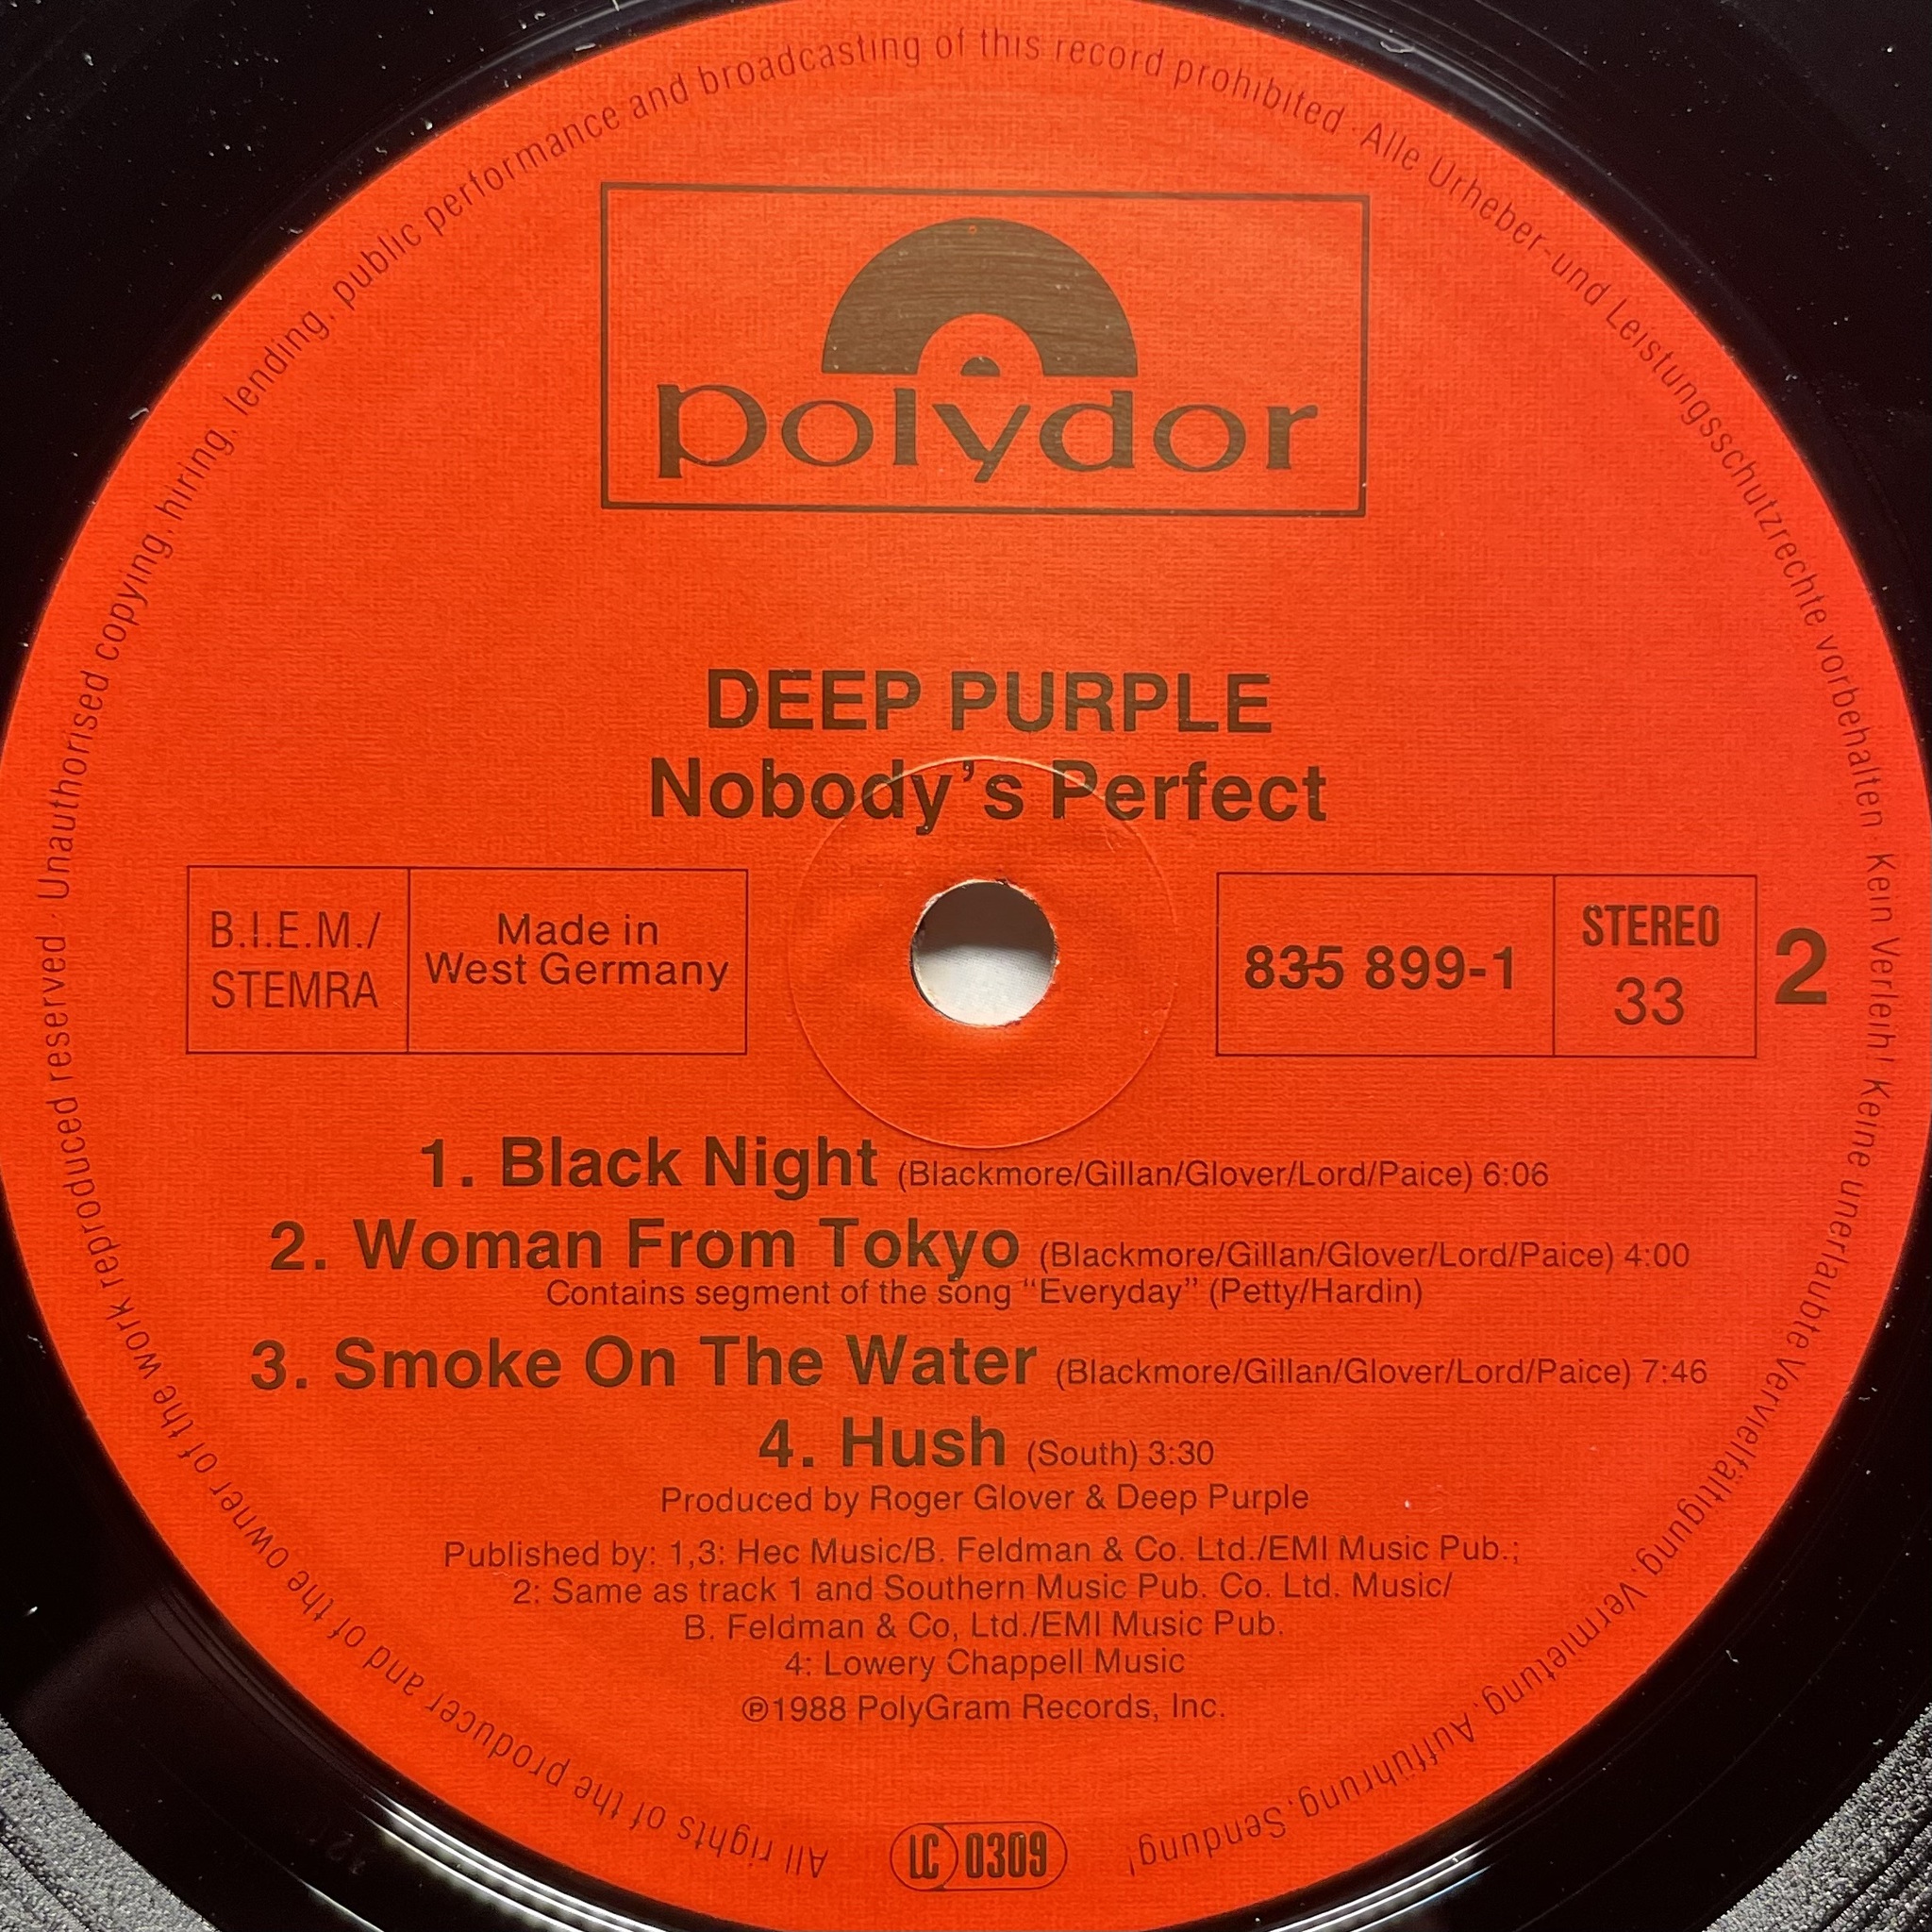 polydor
DEEP PURPLE
Nobody's Perfect
B.I.E.M./
STEMRA
Made in
West Germany
835 899-1
STEREO
33
2
1. Black Night (Blackmore/Gillan/Glover/Lord/Paice) 6:06
2. Woman From Tokyo (Blackmore/Gillan/Glover/Lord/Paice) 4:00
Contains segment of the song “Everyday” (Petty/Hardin)
3. Smoke On The Water (Blackmore/Gillan/Glover/Lord/Paice) 7:46
4. Hush (South) 3:30
Produced by Roger Glover & Deep Purple
Published by: 1,3: Hec Music/B. Feldman & Co. Ltd./EMI Music Pub.;
2: Same as track 1 and Southern Music Pub. Co. Ltd. Music/
B. Feldman & Co, Ltd./EMI Music Pub.
4: Lowery Chappell Music
℗1988 PolyGram Records, Inc.
LC 0309
All rights of the producer and of the owner of the work reproduced reserved · Unauthorised copying, hiring, lending, public performance and broadcasting of this record prohibited · Alle Urheber-und Leistungsschutzrechte vorbehalten · Kein Verleih! Keine unerlaubte Vervielfältigung, Vermietung, Aufführung, Sendung!